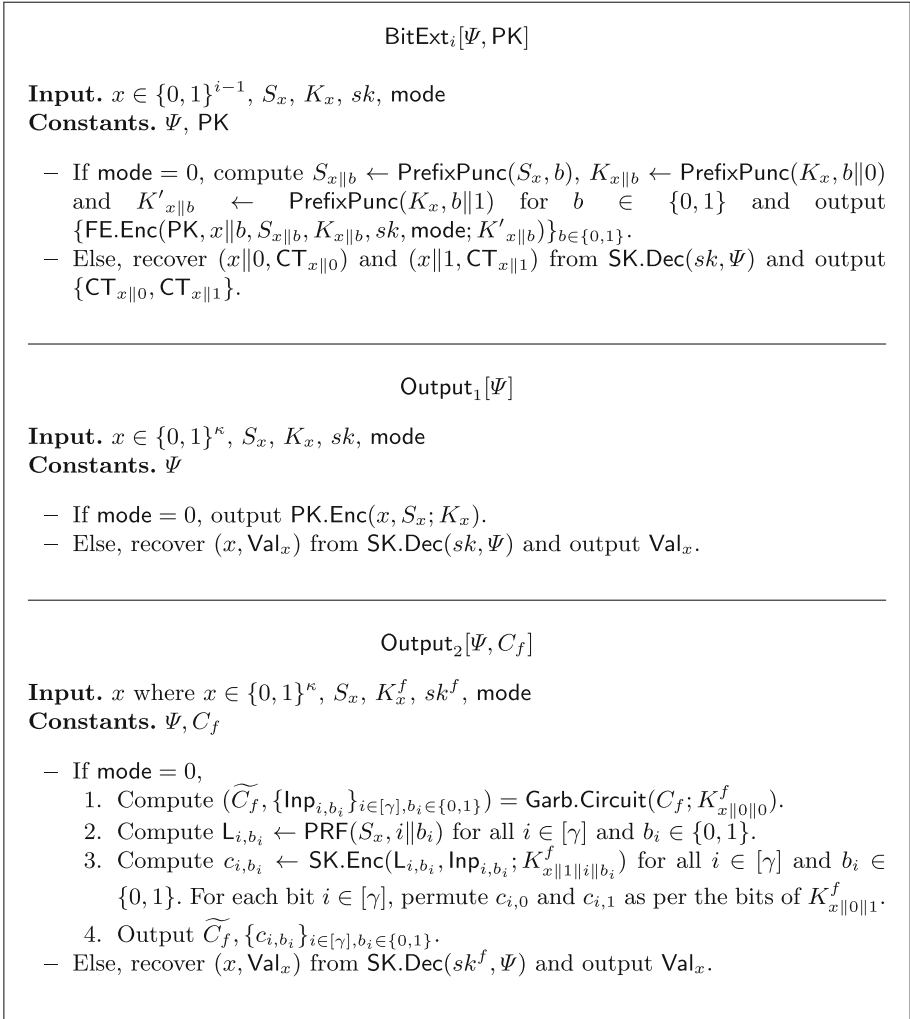 BitExt_i[Ψ, PK]
Input. x ∈ {0, 1}^{i−1}, S_x, K_x, sk, mode
Constants. Ψ, PK
– If mode = 0, compute S_{x∥b} ← PrefixPunc(S_x, b), K_{x∥b} ← PrefixPunc(K_x, b∥0)
and K'_{x∥b} ← PrefixPunc(K_x, b∥1) for b ∈ {0, 1} and output
{FE.Enc(PK, x∥b, S_{x∥b}, K_{x∥b}, sk, mode; K'_{x∥b})}_{b∈{0,1}}.
– Else, recover (x∥0, CT_{x∥0}) and (x∥1, CT_{x∥1}) from SK.Dec(sk, Ψ) and output
{CT_{x∥0}, CT_{x∥1}}.
Output_1[Ψ]
Input. x ∈ {0, 1}^κ, S_x, K_x, sk, mode
Constants. Ψ
– If mode = 0, output PK.Enc(x, S_x; K_x).
– Else, recover (x, Val_x) from SK.Dec(sk, Ψ) and output Val_x.
Output_2[Ψ, C_f]
Input. x where x ∈ {0, 1}^κ, S_x, K_x^f, sk^f, mode
Constants. Ψ, C_f
– If mode = 0,
1. Compute (\widetilde{C_f}, {Inp_{i,b_i}}_{i∈[γ],b_i∈{0,1}}) = Garb.Circuit(C_f; K^f_{x∥0∥0}).
2. Compute L_{i,b_i} ← PRF(S_x, i∥b_i) for all i ∈ [γ] and b_i ∈ {0, 1}.
3. Compute c_{i,b_i} ← SK.Enc(L_{i,b_i}, Inp_{i,b_i}; K^f_{x∥1∥i∥b_i}) for all i ∈ [γ] and b_i ∈
{0, 1}. For each bit i ∈ [γ], permute c_{i,0} and c_{i,1} as per the bits of K^f_{x∥0∥1}.
4. Output \widetilde{C_f}, {c_{i,b_i}}_{i∈[γ],b_i∈{0,1}}.
– Else, recover (x, Val_x) from SK.Dec(sk^f, Ψ) and output Val_x.